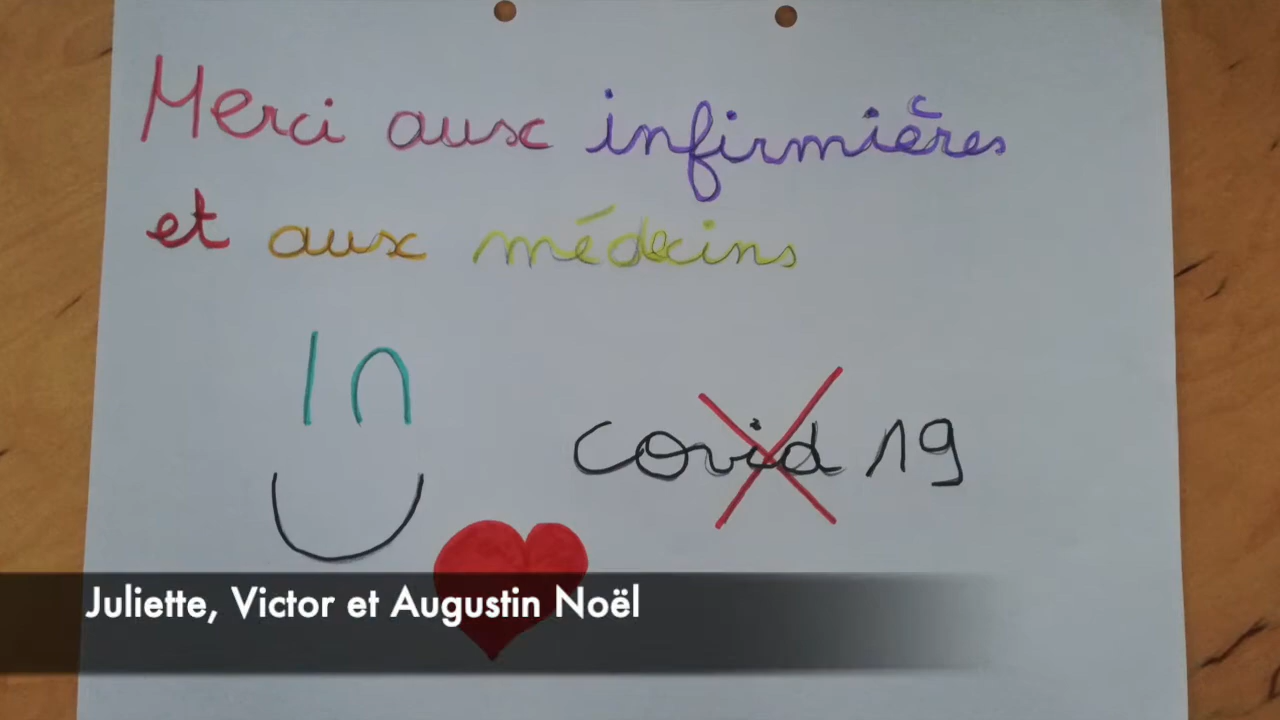 Merci aux infirmières
et aux médecins
covid 19
Juliette, Victor et Augustin Noël